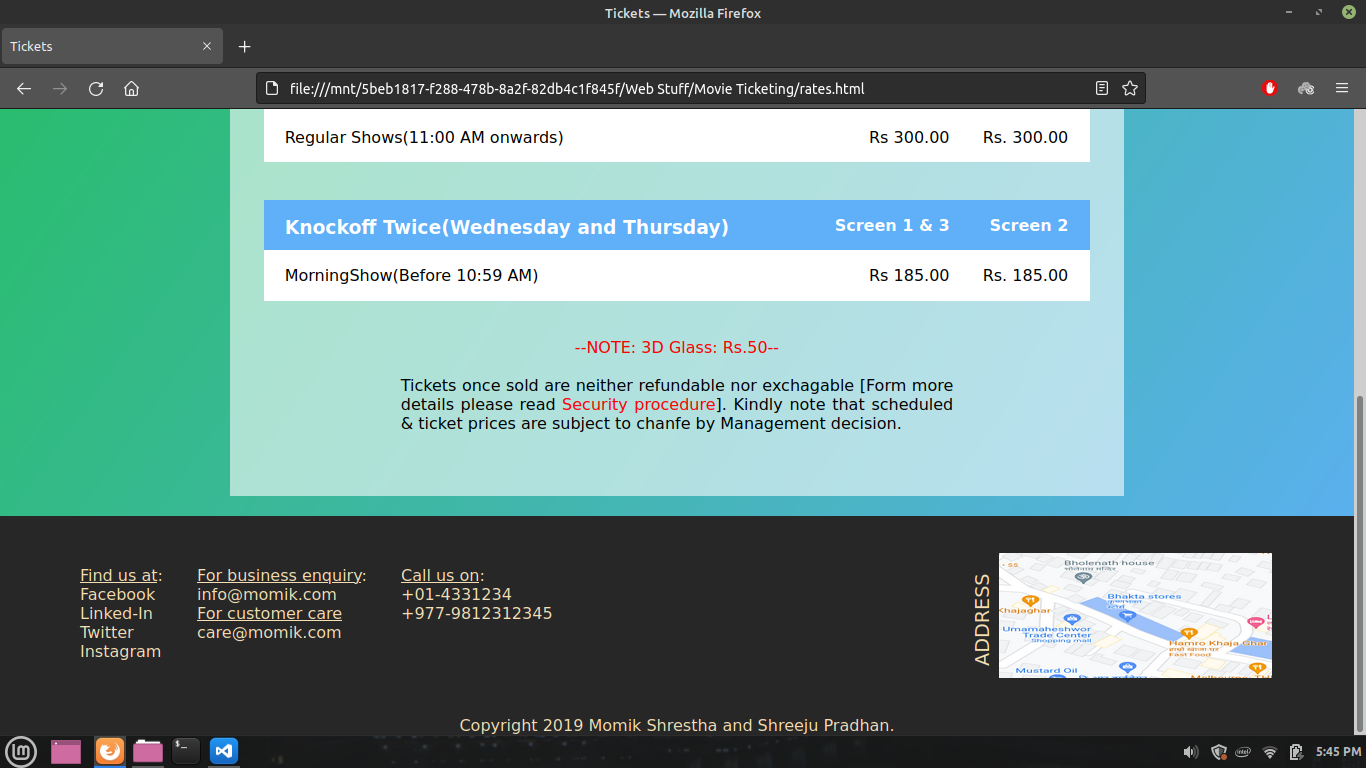 Tickets — Mozilla Firefox
Tickets
file:///mnt/5beb1817-f288-478b-8a2f-82db4c1f845f/Web Stuff/Movie Ticketing/rates.html
Regular Shows(11:00 AM onwards) Rs 300.00 Rs. 300.00
Knockoff Twice(Wednesday and Thursday) Screen 1 & 3 Screen 2
MorningShow(Before 10:59 AM) Rs 185.00 Rs. 185.00
--NOTE: 3D Glass: Rs.50--
Tickets once sold are neither refundable nor exchagable [Form more
details please read Security procedure]. Kindly note that scheduled
& ticket prices are subject to chanfe by Management decision.
Find us at:
Facebook
Linked-In
Twitter
Instagram
For business enquiry:
info@momik.com
For customer care
care@momik.com
Call us on:
+01-4331234
+977-9812312345
ADDRESS
ss
Bholenath house
Khajaghar
Bhakta stores
Umamaheshwor
Trade Center
Shopping mall
Hamro Khaja Ghar
Fast Food
Mustard Oil
Copyright 2019 Momik Shrestha and Shreeju Pradhan.
lm
$_
intel
5:45 PM